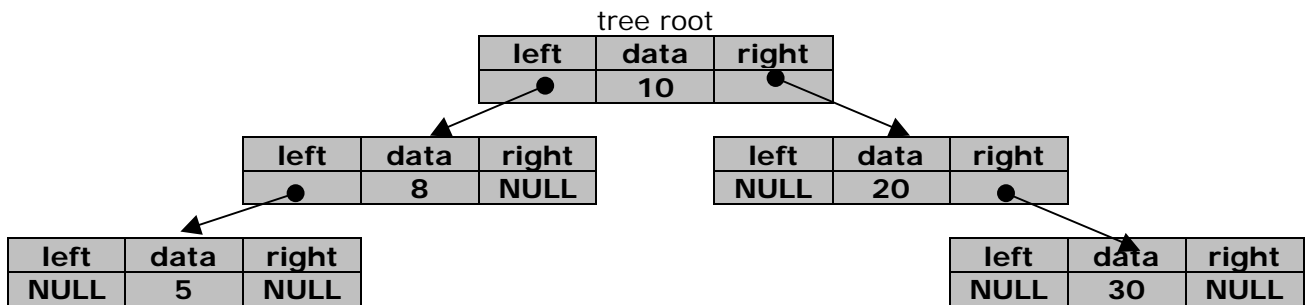 tree root
left data right
10
left data right
8 NULL
left data right
NULL 20
left data right
NULL 5 NULL
left data right
NULL 30 NULL